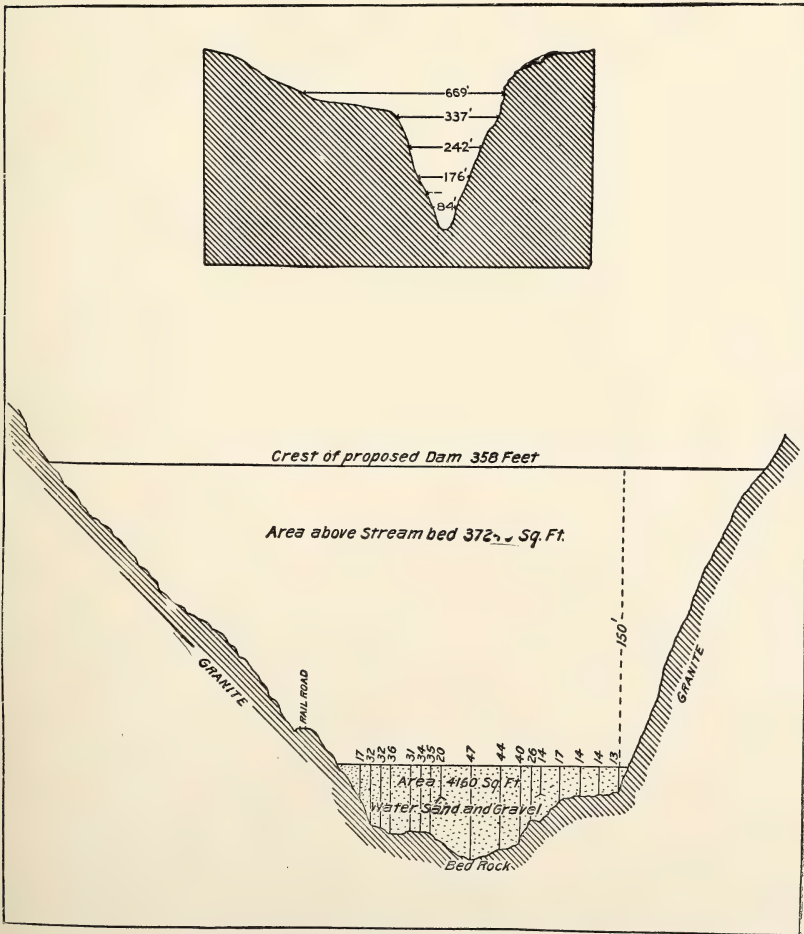 669'
337'
242'
176'
84'
Crest of proposed Dam 358 Feet
Area above Stream bed Sq. Ft.
150'
GRANITE
RAIL ROAD
GRANITE
17 32 32 36 31 34 35 20 47 44 40 26 14 17 14 14 13
Area 4160 Sq. Ft.
Water Sand and Gravel
Bed Rock